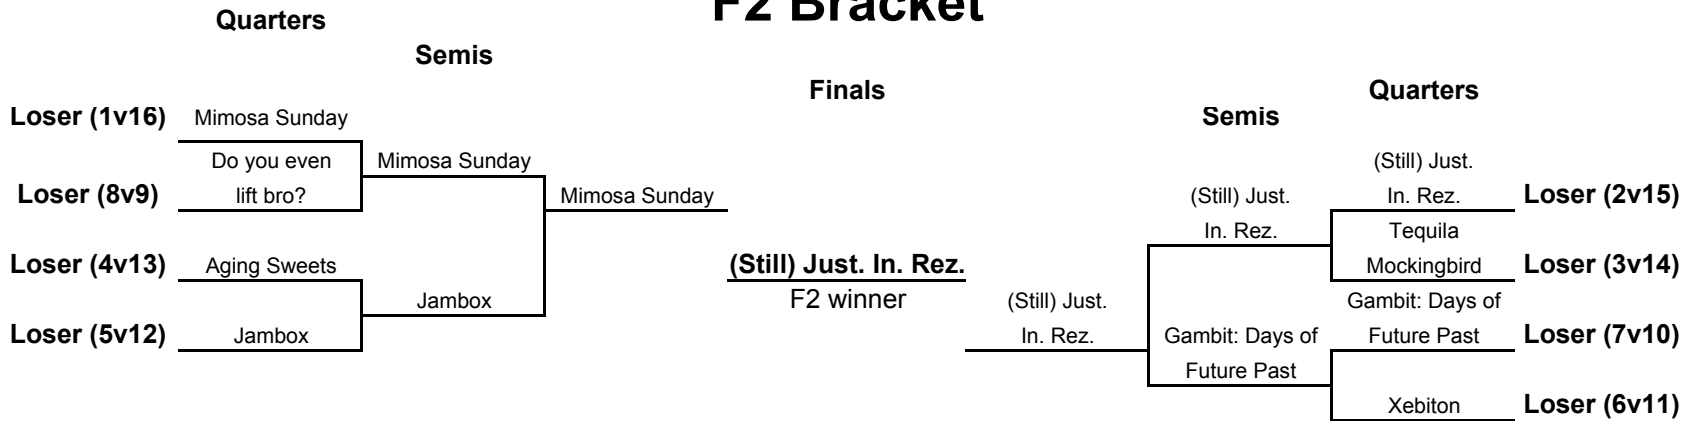 F2 Bracket
Quarters
Semis
Finals
Quarters
Semis
Loser (1v16)
Mimosa Sunday
Do you even
lift bro?
Loser (8v9)
Mimosa Sunday
Mimosa Sunday
Loser (4v13)
Aging Sweets
Jambox
Loser (5v12)
Jambox
(Still) Just. In. Rez.
F2 winner
(Still) Just.
In. Rez.
(Still) Just.
In. Rez.
Gambit: Days of
Future Past
(Still) Just.
In. Rez.
Loser (2v15)
Tequila
Mockingbird
Loser (3v14)
Gambit: Days of
Future Past
Loser (7v10)
Xebiton
Loser (6v11)